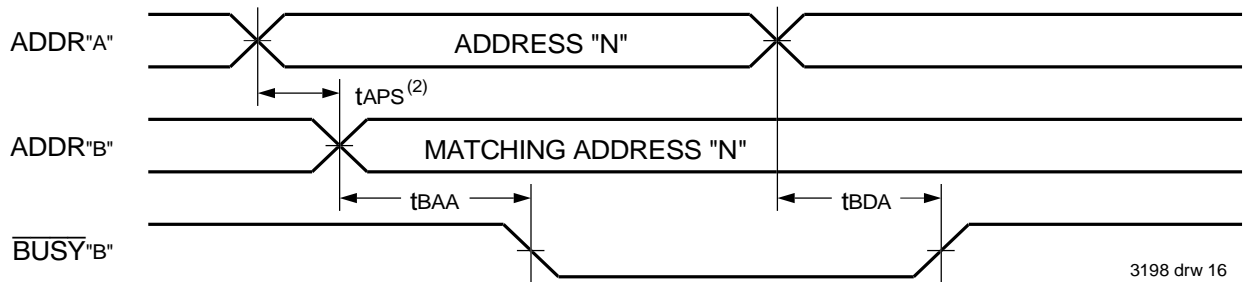 ADDR"A"
ADDRESS "N"
tAPS(2)
ADDR"B"
MATCHING ADDRESS "N"
tBAA
tBDA
BUSY"B"
3198 drw 16